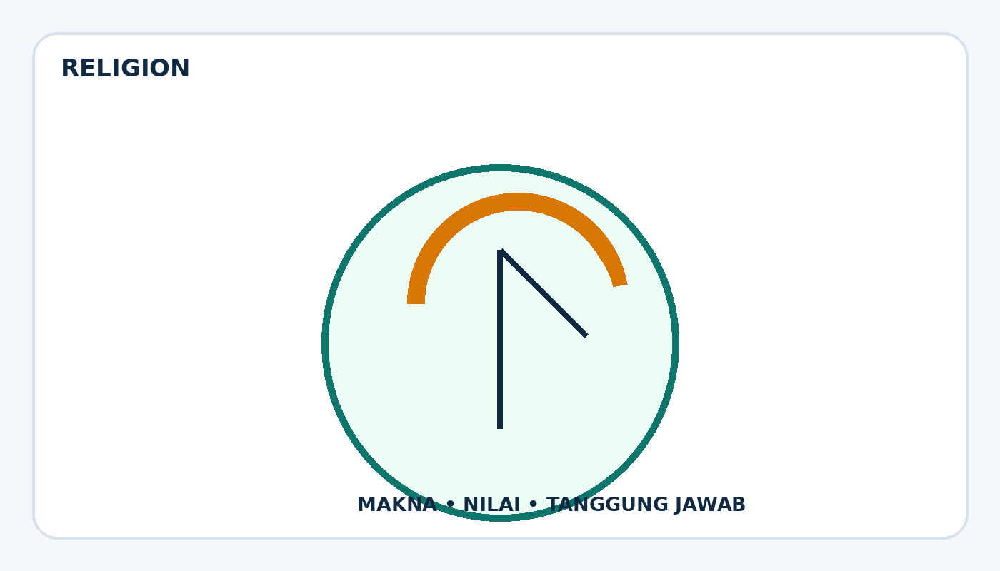 RELIGION
MAKNA • NILAI • TANGGUNG JAWAB